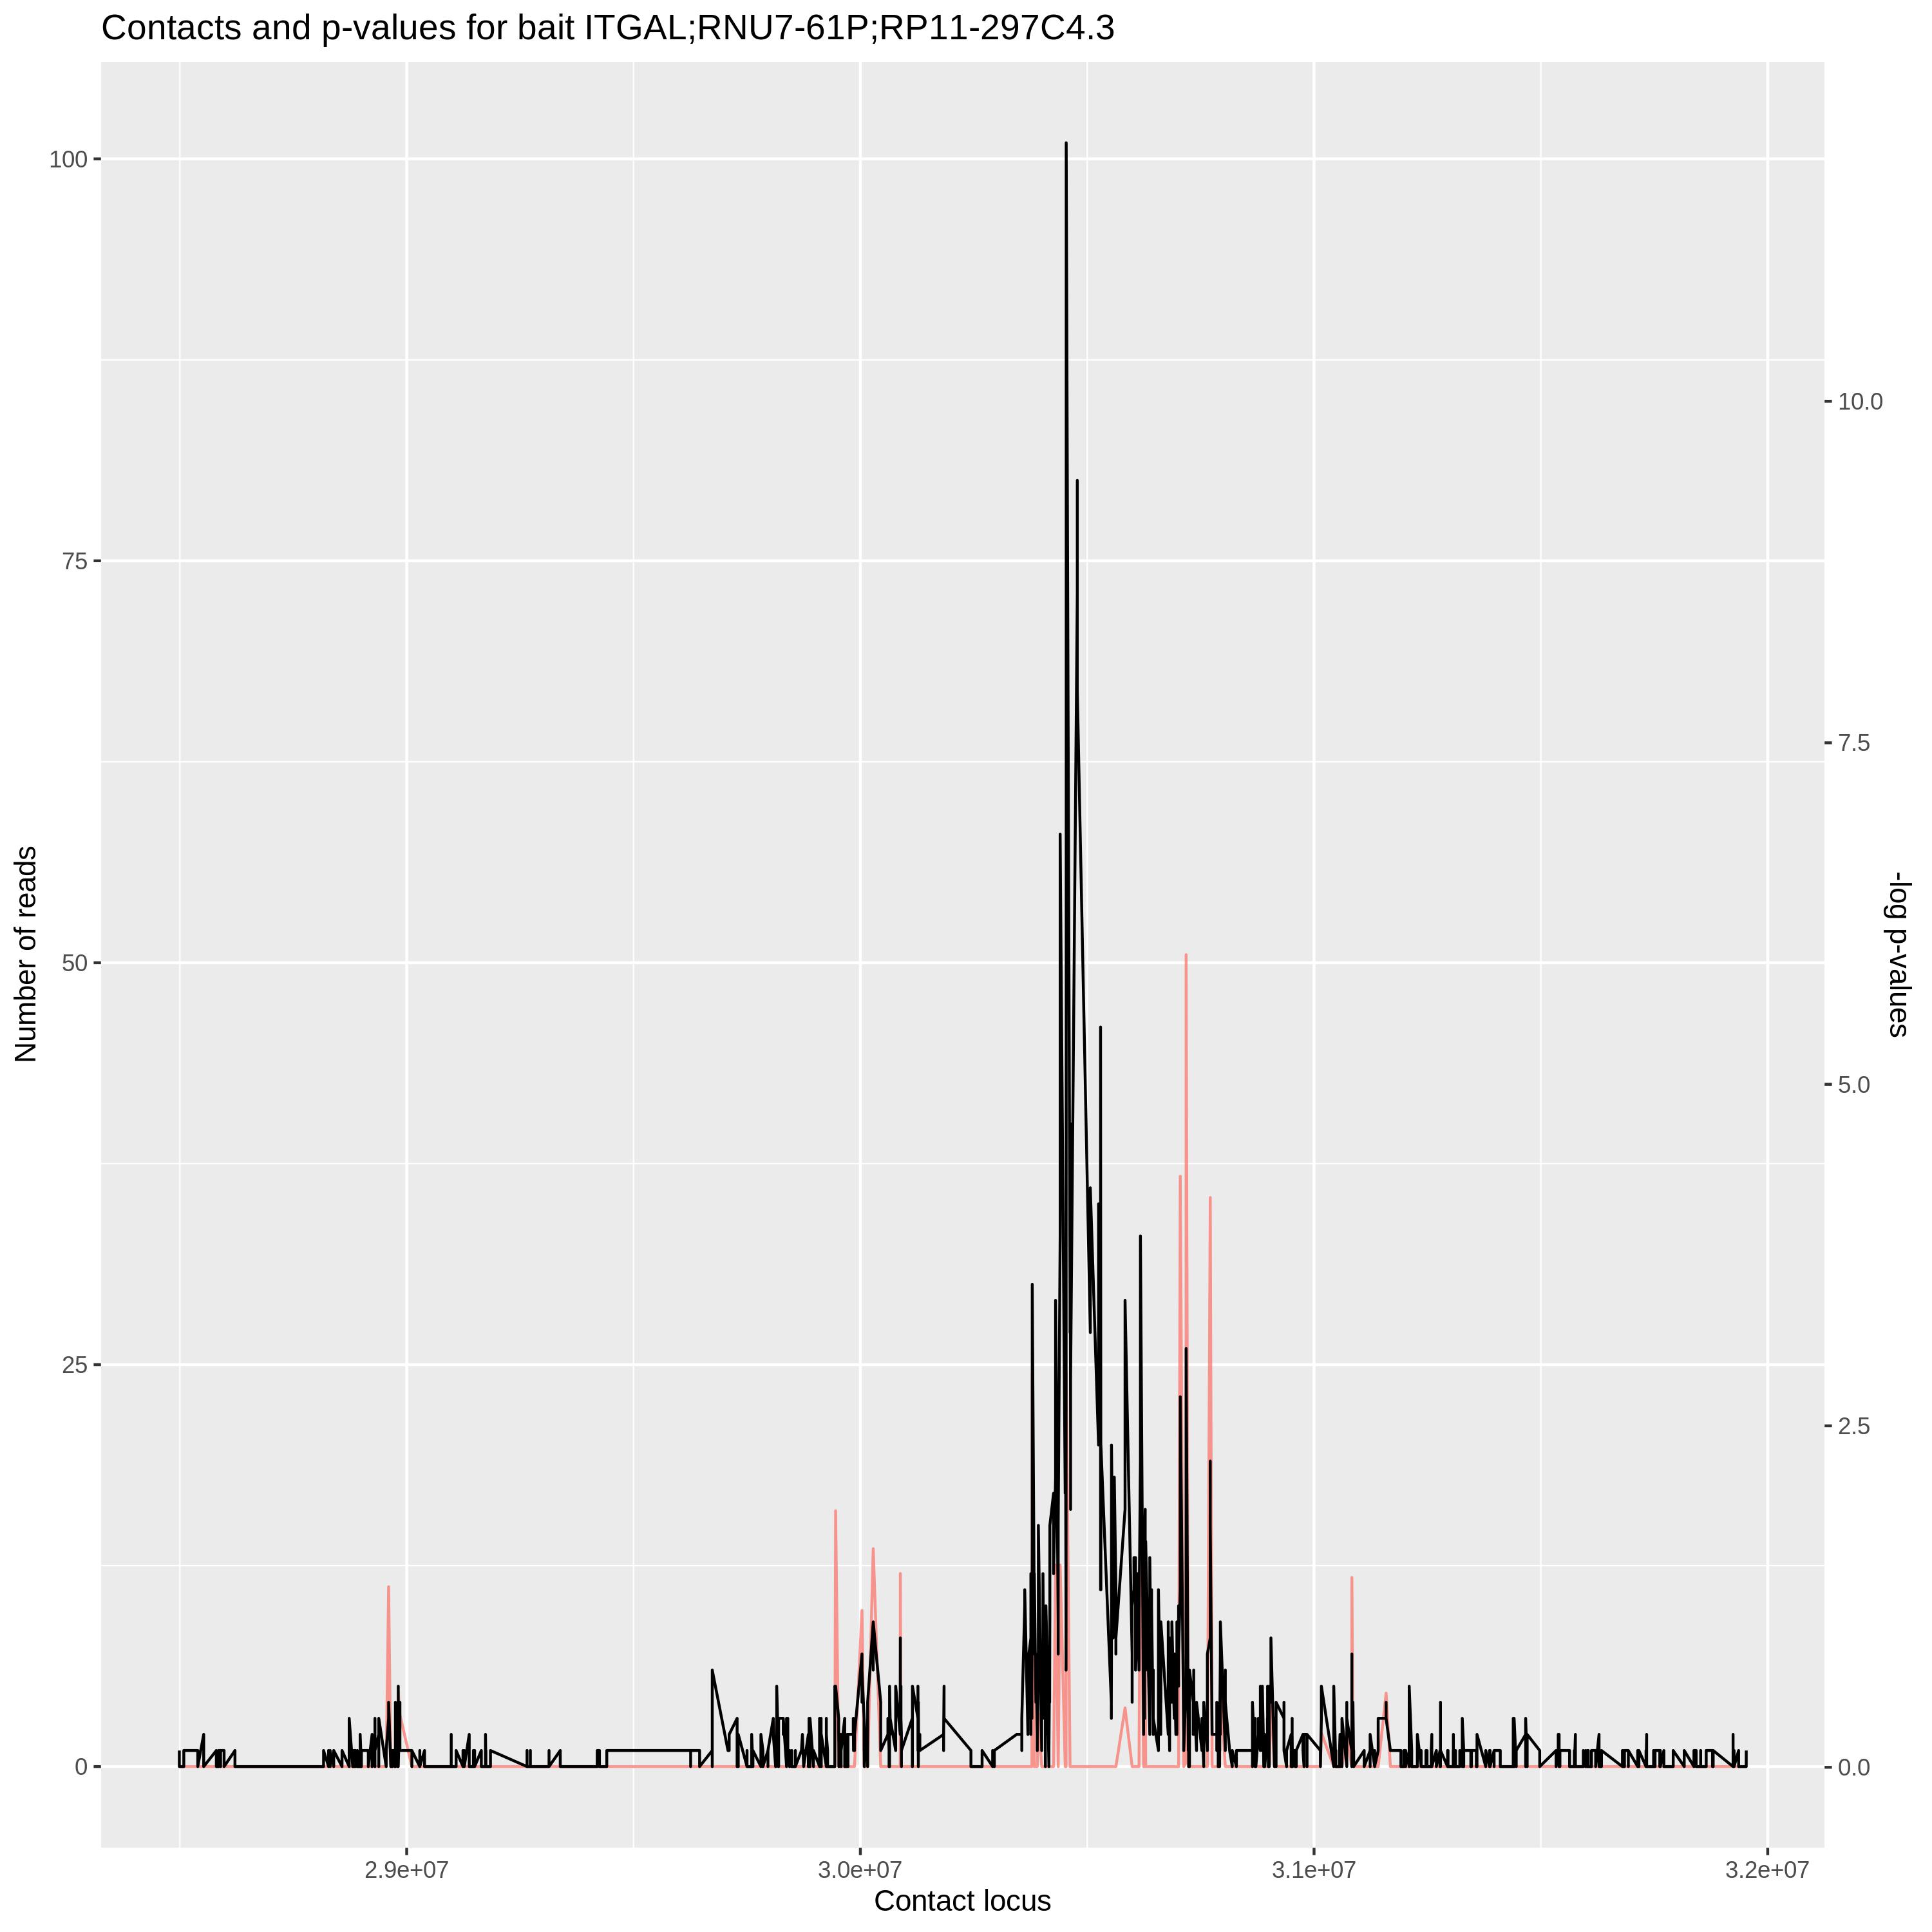 Contacts and p-values for bait ITGAL;RNU7-61P;RP11-297C4.3
100
75
50
25
0
Number of reads
10.0
7.5
5.0
2.5
0.0
-log p-values
2.9e+07
3.0e+07
3.1e+07
3.2e+07
Contact locus